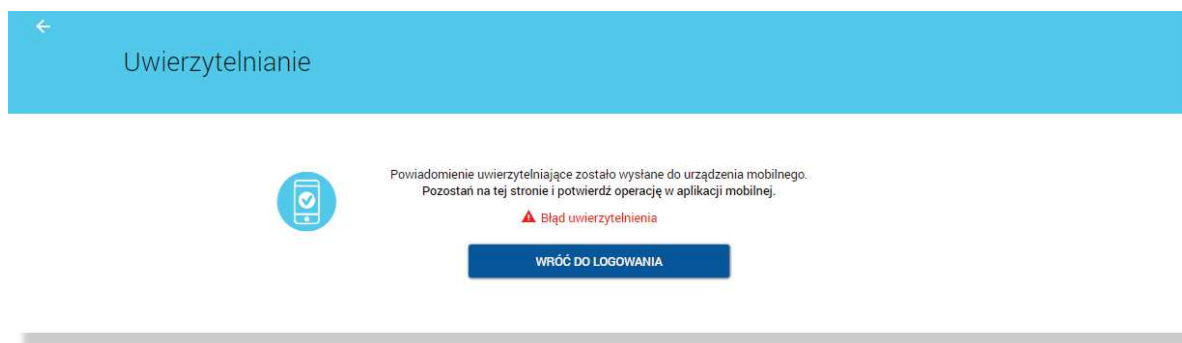 Uwierzytelnianie
Powiadomienie uwierzytelniające zostało wysłane do urządzenia mobilnego.
Pozostań na tej stronie i potwierdź operację w aplikacji mobilnej.
Błąd uwierzytelnienia
WRÓĆ DO LOGOWANIA